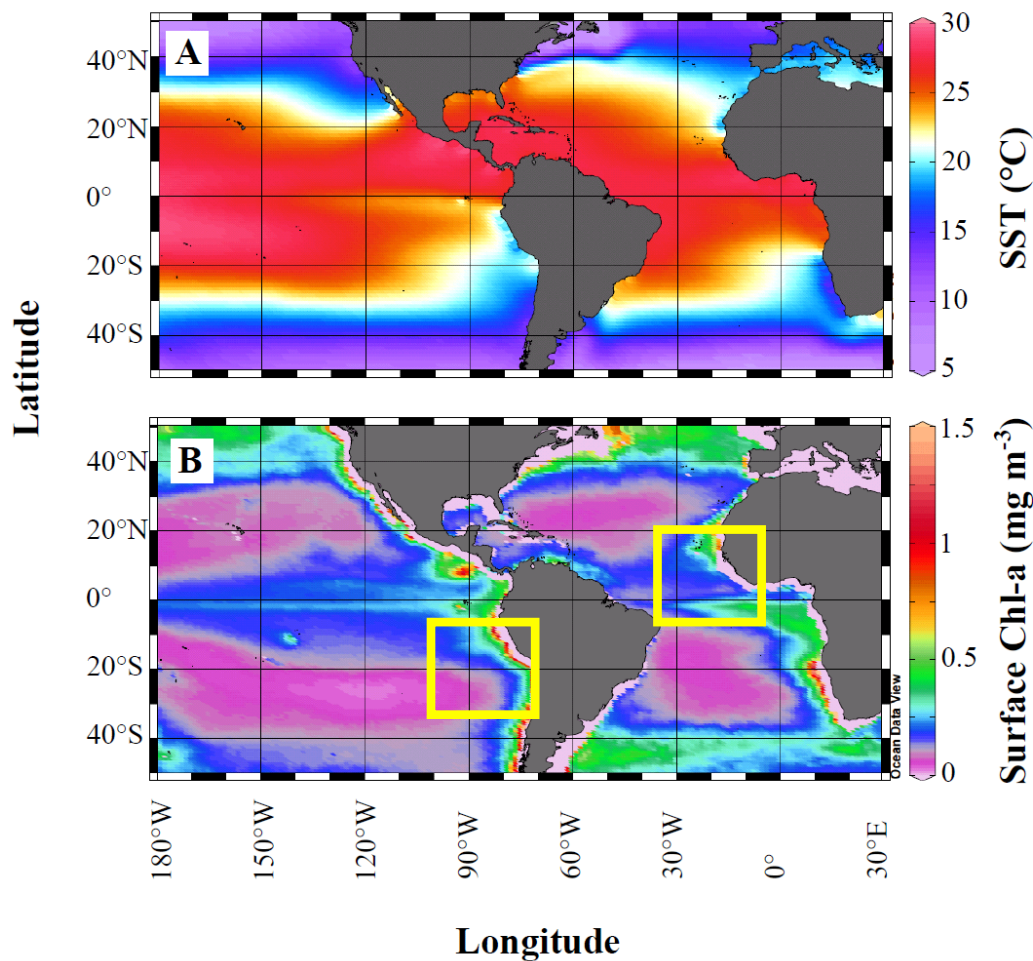 A
40°N
20°N
0°
20°S
40°S
30
25
20
15
10
5
SST (°C)
Latitude
B
40°N
20°N
0°
20°S
40°S
1.5
1
0.5
0
Surface Chl-a (mg m⁻³)
Ocean Data View
180°W
150°W
120°W
90°W
60°W
30°W
0°
30°E
Longitude